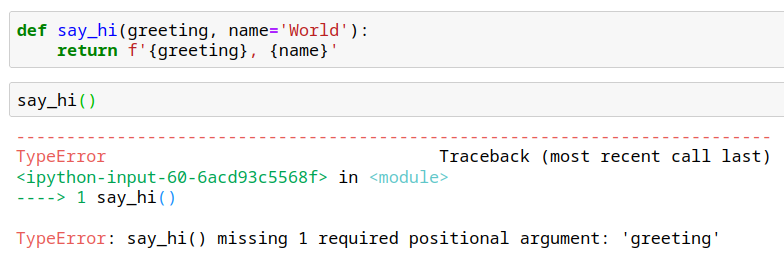 def say_hi(greeting, name='World'):
    return f'{greeting}, {name}'
say_hi()
---------------------------------------------------------------------------
TypeError                                 Traceback (most recent call last)
<ipython-input-60-6acd93c5568f> in <module>
----> 1 say_hi()
TypeError: say_hi() missing 1 required positional argument: 'greeting'